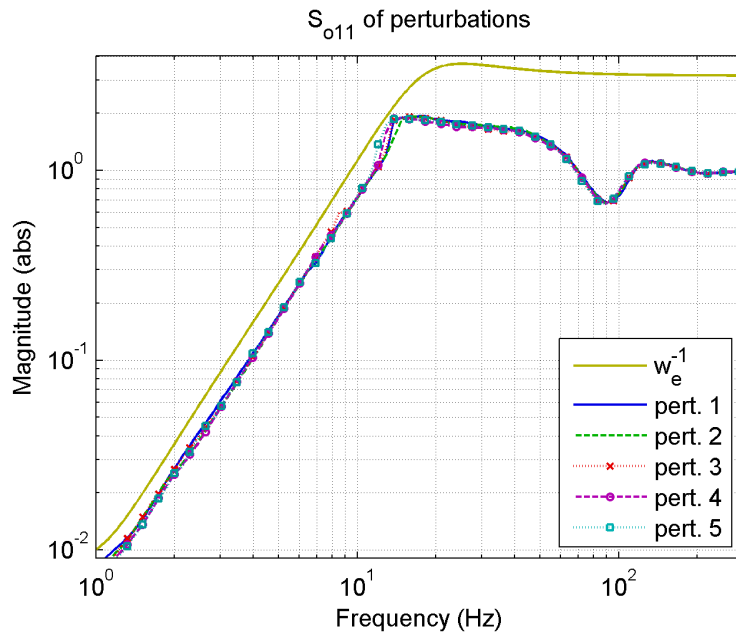 S_o11 of perturbations
Magnitude (abs)
10^0
10^-1
10^-2
10^0
10^1
10^2
Frequency (Hz)
w_e^-1
pert. 1
pert. 2
pert. 3
pert. 4
pert. 5